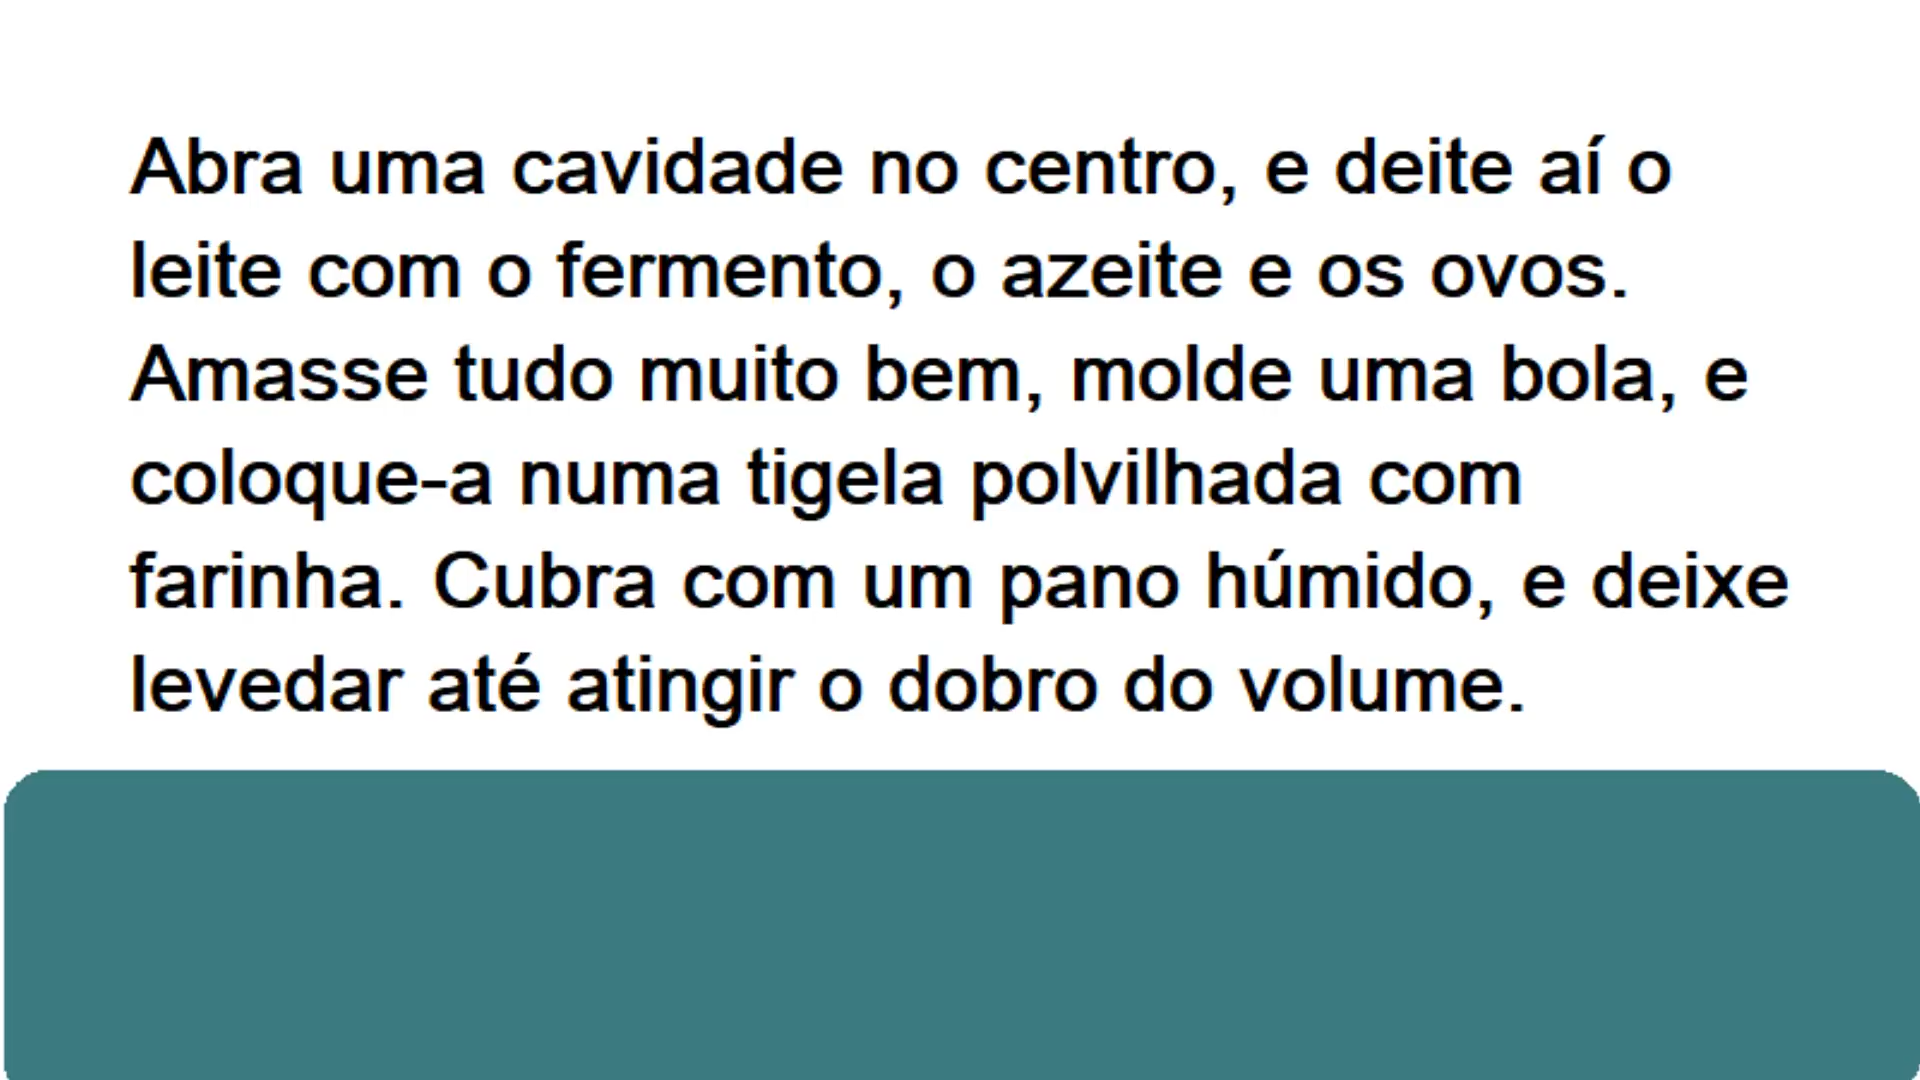 Abra uma cavidade no centro, e deite aí o
leite com o fermento, o azeite e os ovos.
Amasse tudo muito bem, molde uma bola, e
coloque-a numa tigela polvilhada com
farinha. Cubra com um pano húmido, e deixe
levedar até atingir o dobro do volume.